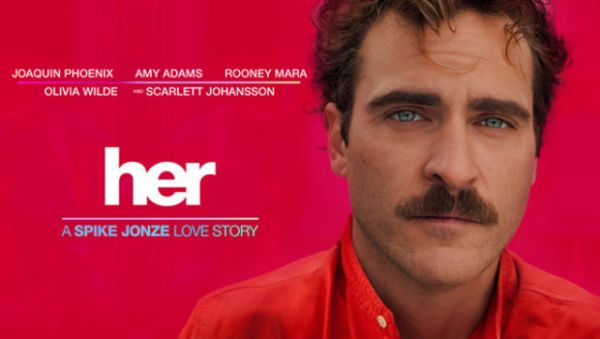 JOAQUIN PHOENIX AMY ADAMS ROONEY MARA
OLIVIA WILDE AND SCARLETT JOHANSSON
her
A SPIKE JONZE LOVE STORY